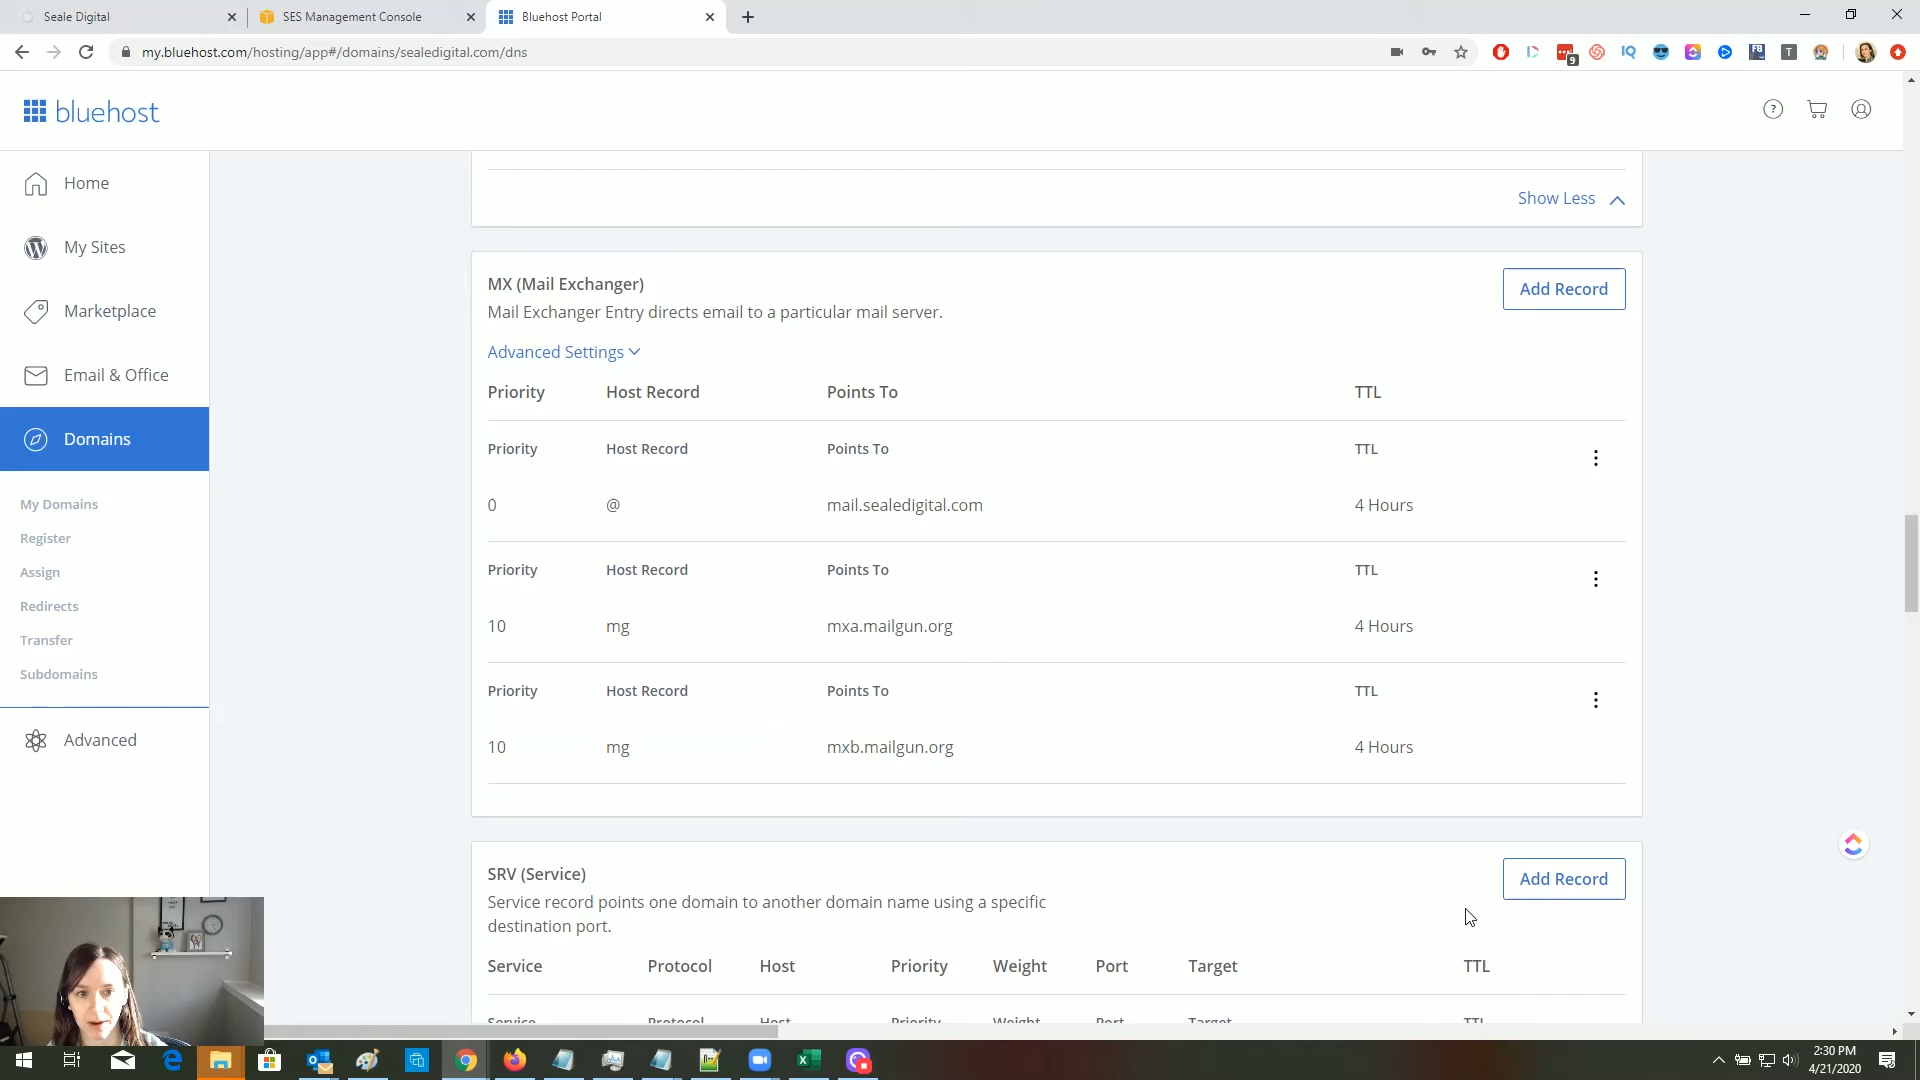 Seale Digital
SES Management Console
Bluehost Portal
my.bluehost.com/hosting/app#/domains/sealedigital.com/dns
9
IQ
FB
T
bluehost
?
Home
My Sites
Marketplace
Email & Office
Domains
My Domains
Register
Assign
Redirects
Transfer
Subdomains
Advanced
Show Less
MX (Mail Exchanger)
Add Record
Mail Exchanger Entry directs email to a particular mail server.
Advanced Settings
Priority Host Record Points To TTL
Priority Host Record Points To TTL
0 @ mail.sealedigital.com 4 Hours
Priority Host Record Points To TTL
10 mg mxa.mailgun.org 4 Hours
Priority Host Record Points To TTL
10 mg mxb.mailgun.org 4 Hours
SRV (Service)
Add Record
Service record points one domain to another domain name using a specific
destination port.
Service Protocol Host Priority Weight Port Target TTL
Service Protocol Host Priority Weight Port Target TTL
2:30 PM
4/21/2020